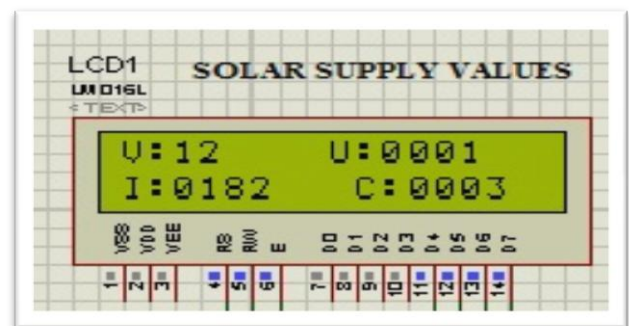 LCD1
SOLAR SUPPLY VALUES
LM016L
<TEXT>
V:12 U:0001
I:0182 C:0003
VSS VDD VEE RS RW E D0 D1 D2 D3 D4 D5 D6 D7
1 2 3 4 5 6 7 8 9 10 11 12 13 14